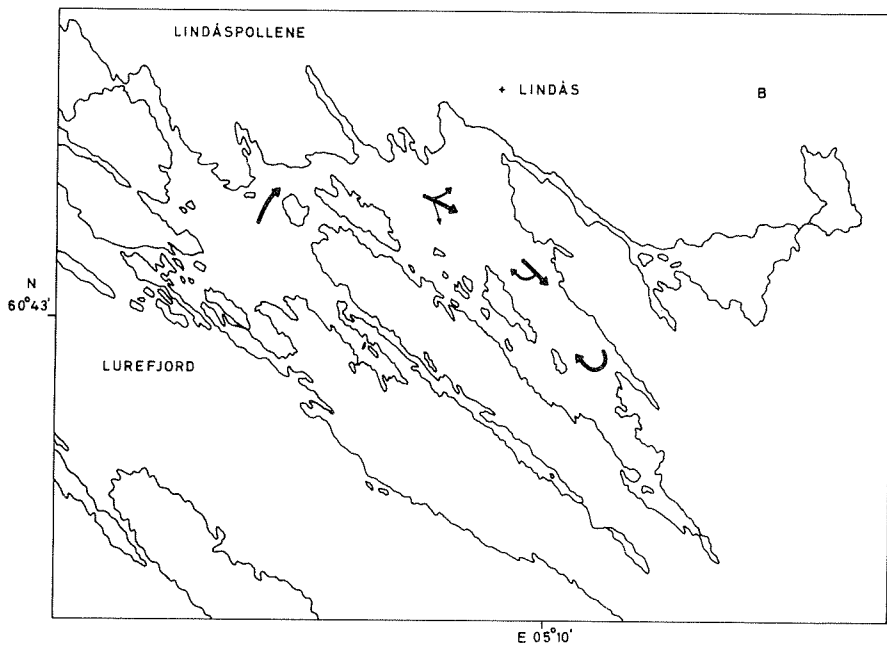 LINDÅSPOLLENE
+ LINDÅS
B
N
60°43'
LUREFJORD
E 05°10'